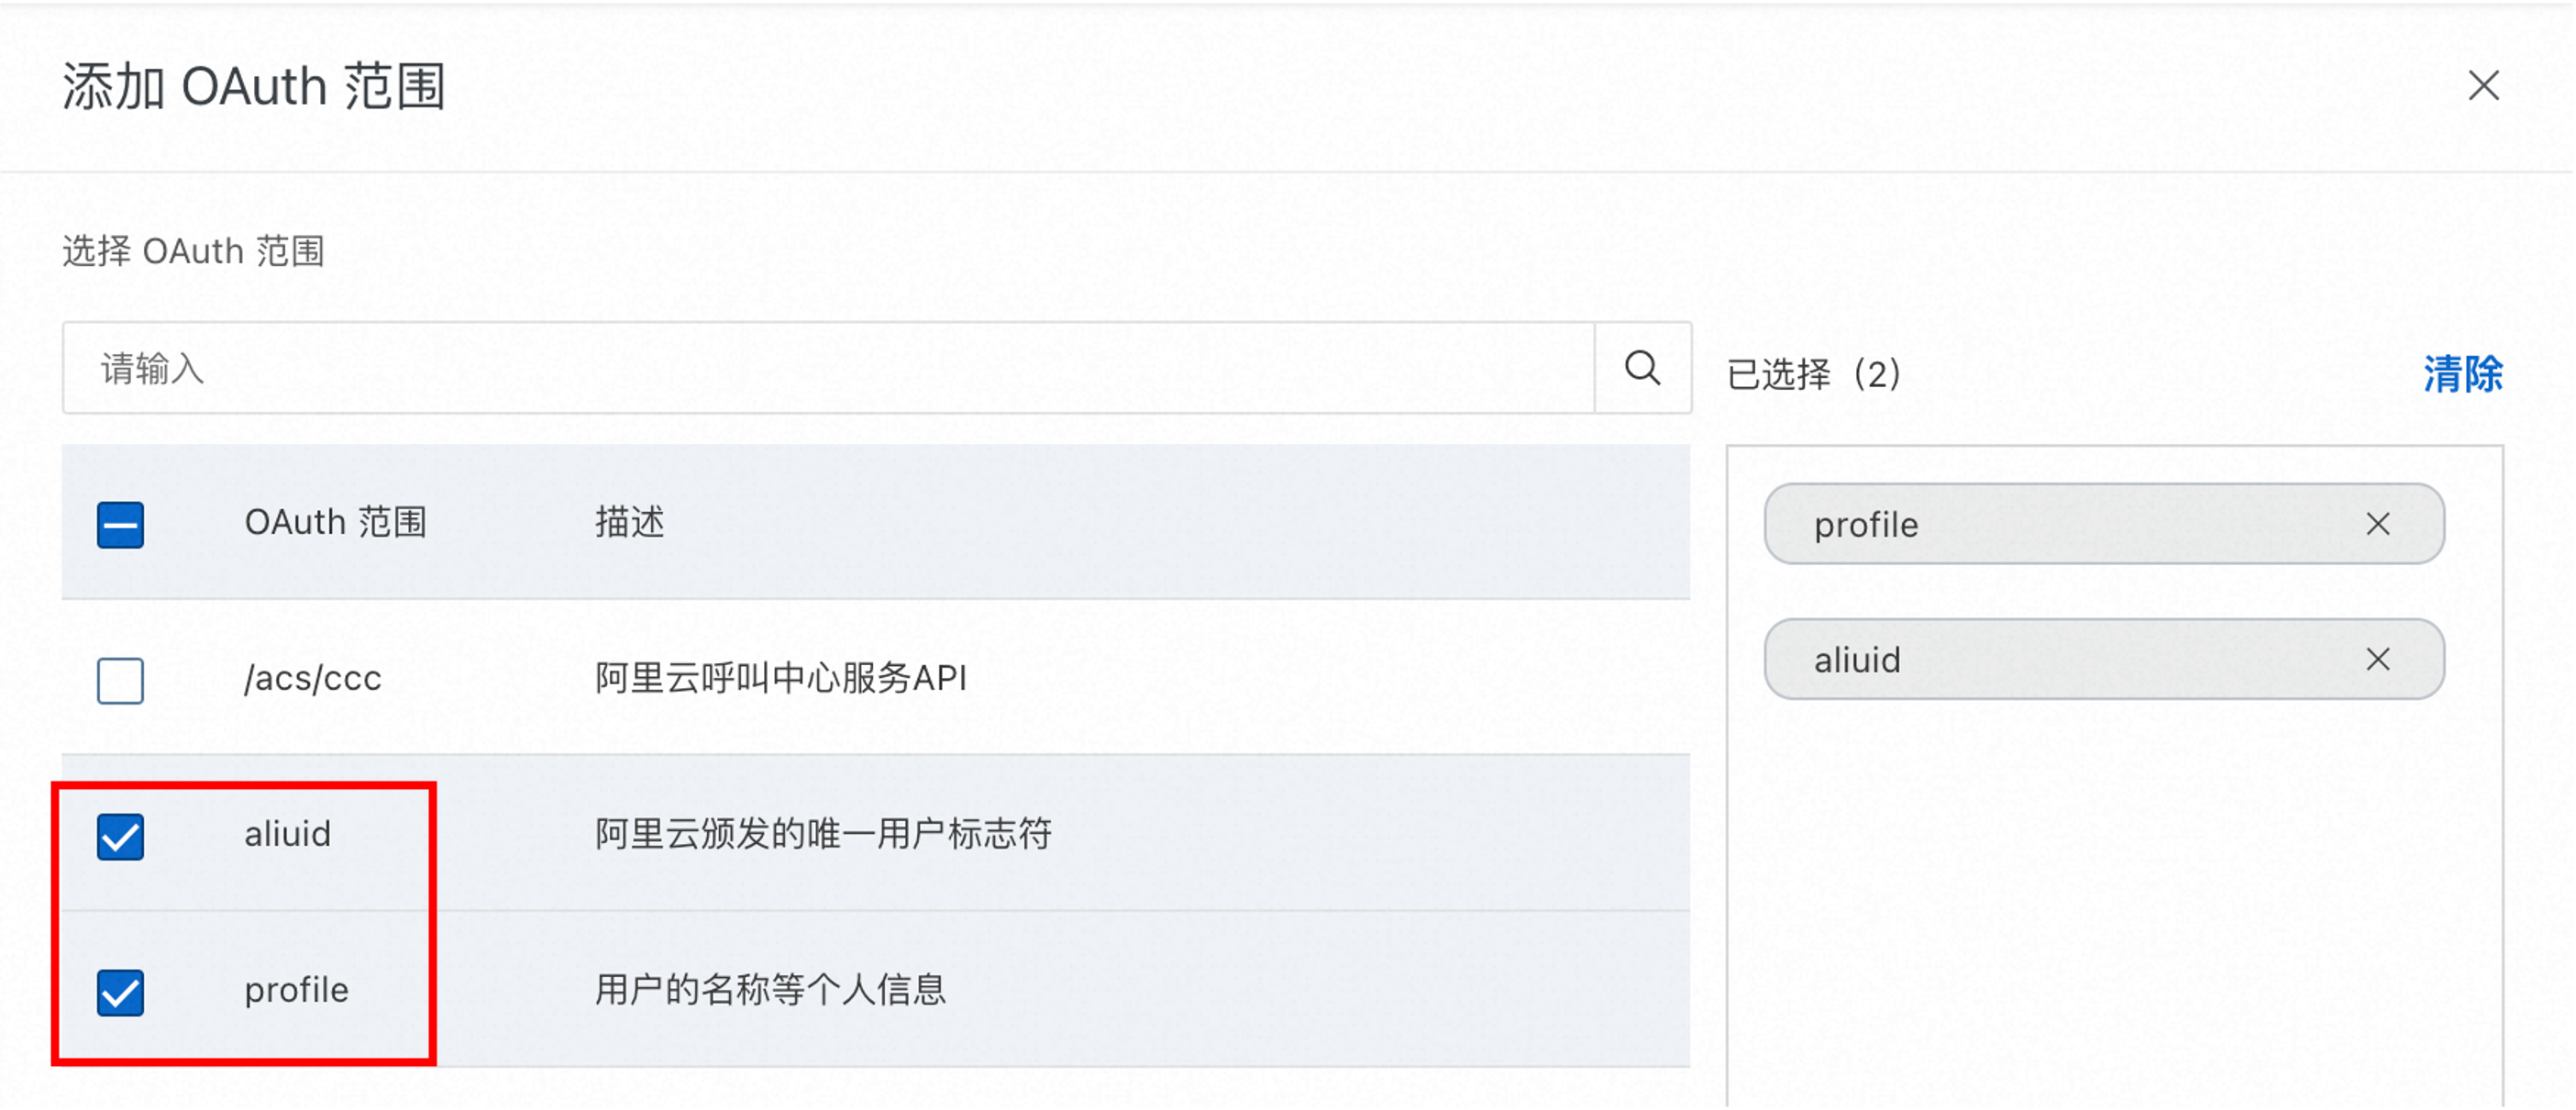 添加 OAuth 范围
选择 OAuth 范围
请输入
已选择（2）
清除
OAuth 范围 描述
/acs/ccc 阿里云呼叫中心服务API
aliuid 阿里云颁发的唯一用户标志符
profile 用户的名称等个人信息
profile
aliuid